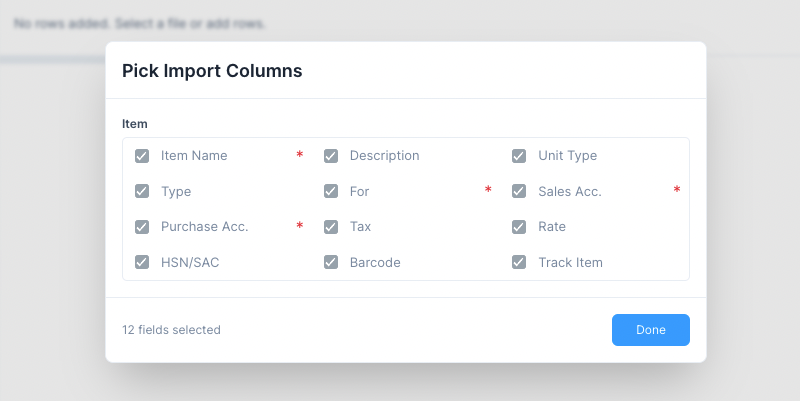 No rows added. Select a file or add rows.
Pick Import Columns
Item
Item Name * Description Unit Type
Type For * Sales Acc. *
Purchase Acc. * Tax Rate
HSN/SAC Barcode Track Item
12 fields selected Done